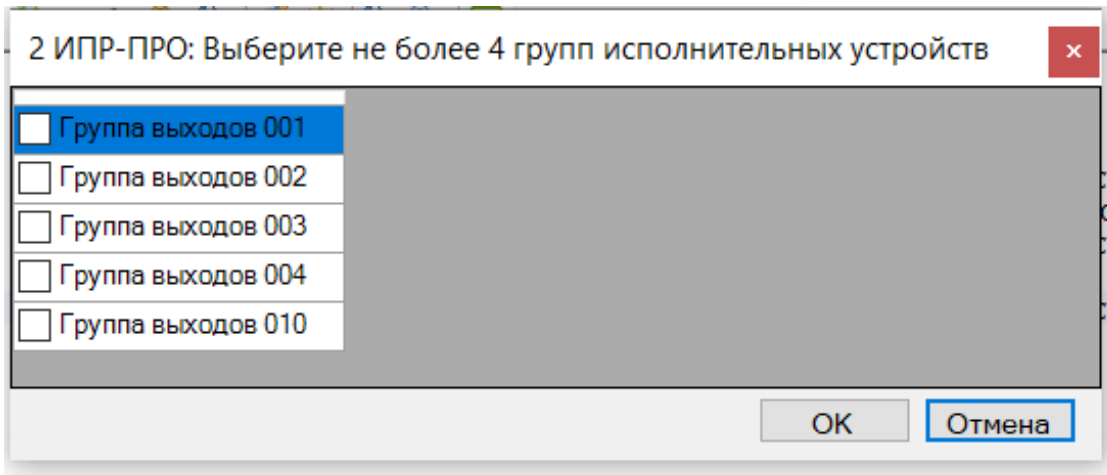 2 ИПР-ПРО: Выберите не более 4 групп исполнительных устройств
Группа выходов 001
Группа выходов 002
Группа выходов 003
Группа выходов 004
Группа выходов 010
OK Отмена